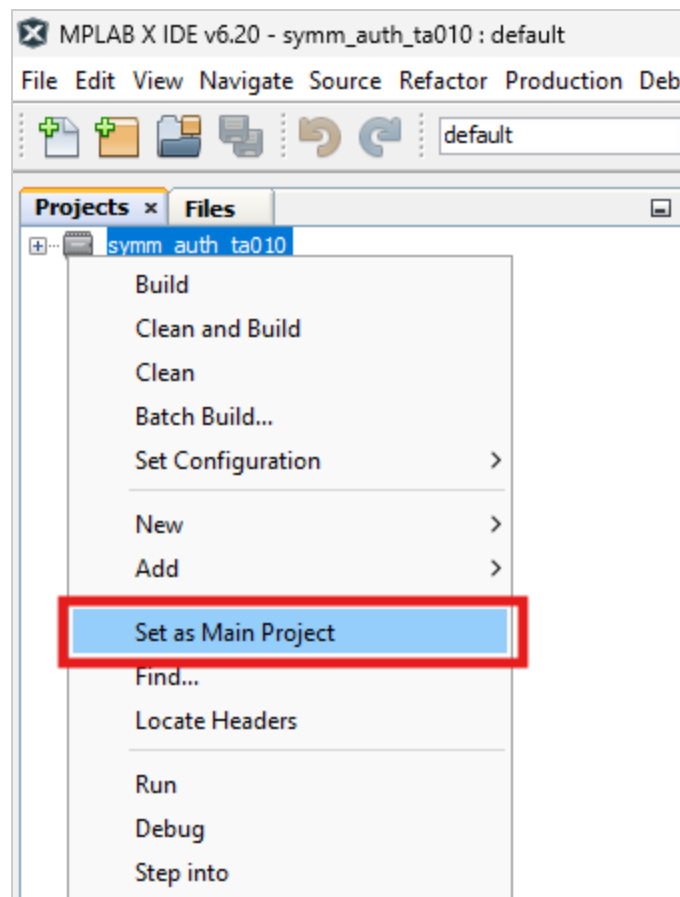 MPLAB X IDE v6.20 - symm_auth_ta010 : default
File Edit View Navigate Source Refactor Production Deb
default
Projects × Files
symm_auth_ta010
Build
Clean and Build
Clean
Batch Build...
Set Configuration
New
Add
Set as Main Project
Find...
Locate Headers
Run
Debug
Step into